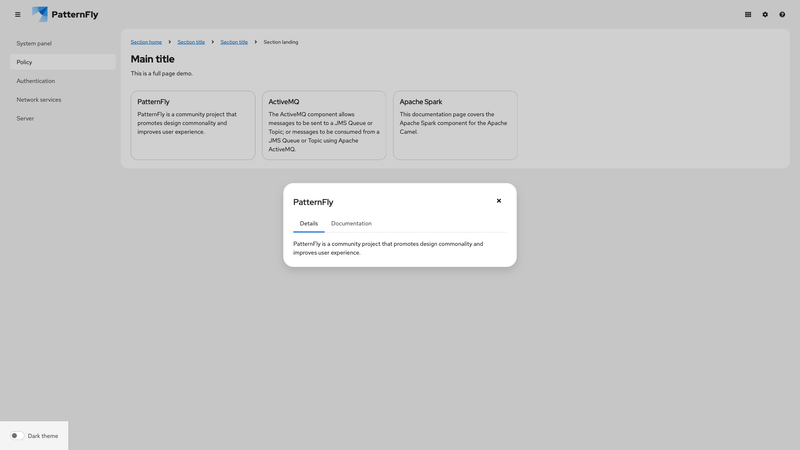 PatternFly
System panel
Policy
Authentication
Network services
Server
Section home
Section title
Section title
Section landing
Main title
This is a full page demo.
PatternFly
PatternFly is a community project that
promotes design commonality and
improves user experience.
ActiveMQ
The ActiveMQ component allows
messages to be sent to a JMS Queue or
Topic; or messages to be consumed from a
JMS Queue or Topic using Apache
ActiveMQ.
Apache Spark
This documentation page covers the
Apache Spark component for the Apache
Camel.
PatternFly
Details
Documentation
PatternFly is a community project that promotes design commonality and
improves user experience.
Dark theme